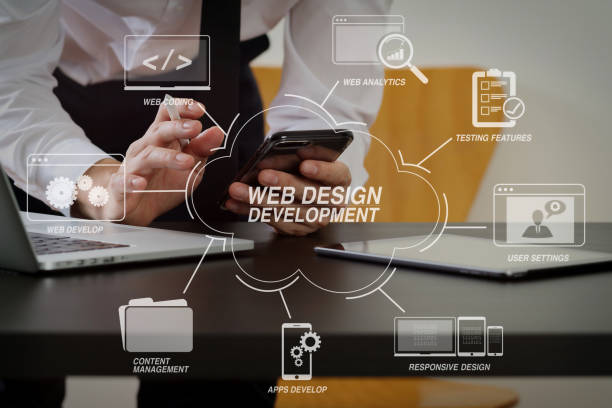 WEB CODING
WEB ANALYTICS
TESTING FEATURES
WEB DEVELOP
WEB DESIGN
DEVELOPMENT
USER SETTINGS
CONTENT
MANAGEMENT
APPS DEVELOP
RESPONSIVE DESIGN